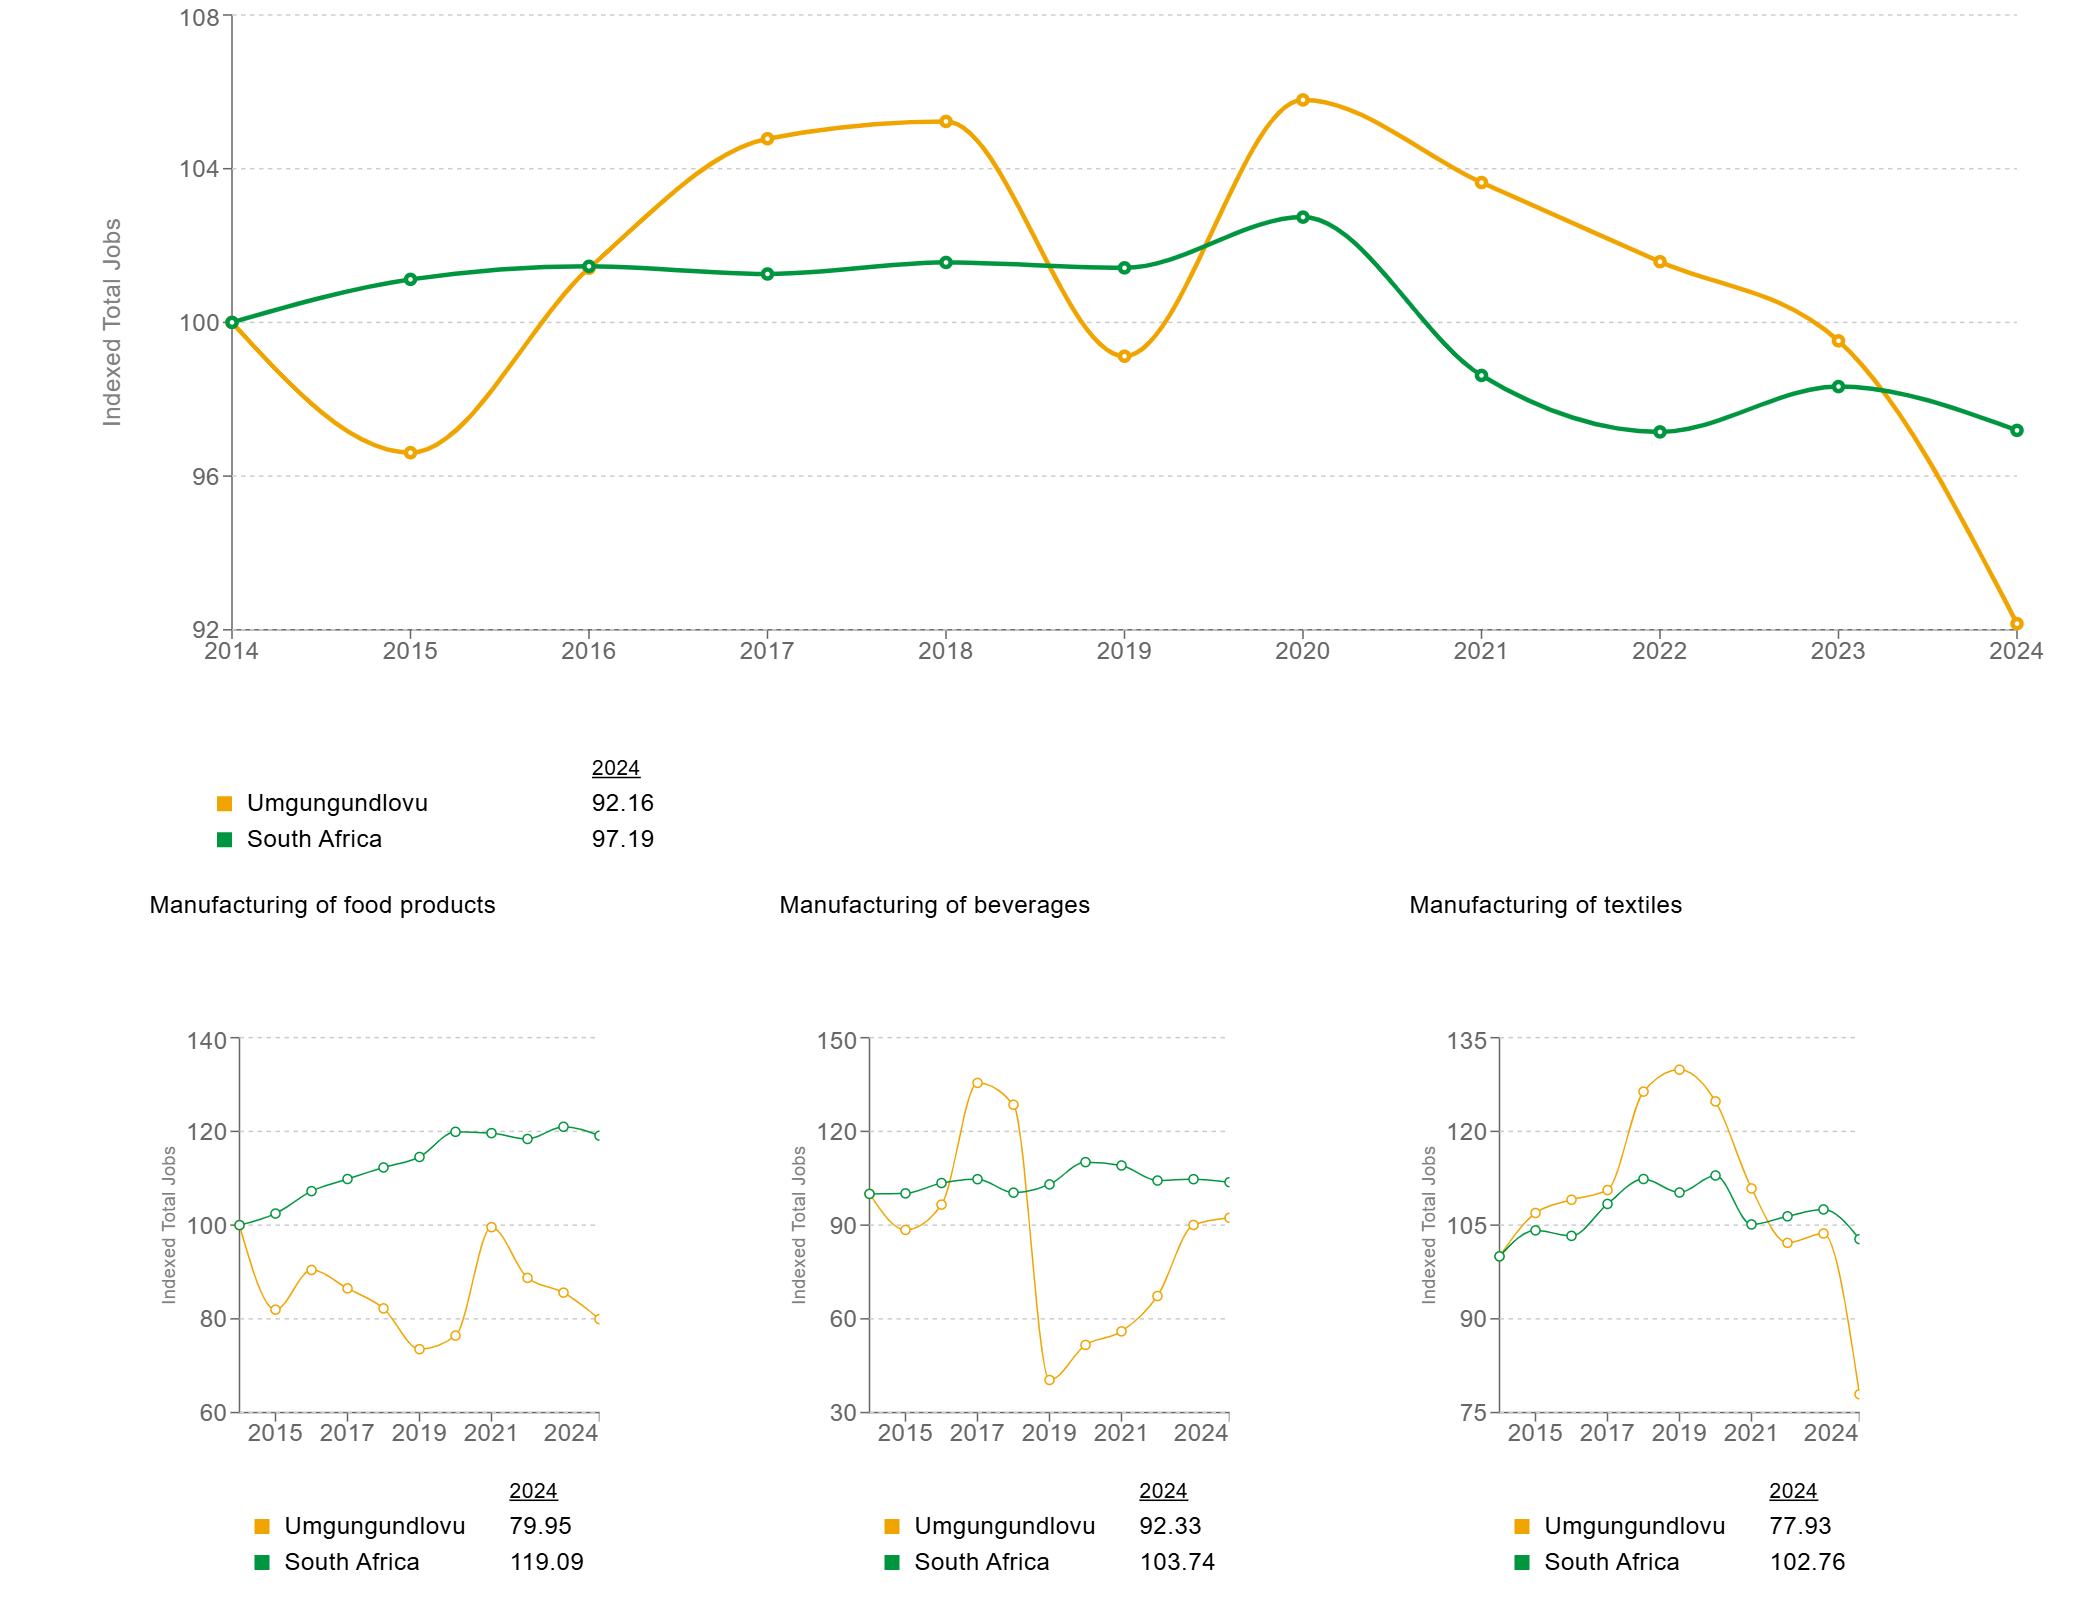 108
104
100
96
92
Indexed Total Jobs
2014 2015 2016 2017 2018 2019 2020 2021 2022 2023 2024
2024
Umgungundlovu 92.16
South Africa 97.19
Manufacturing of food products
140
120
100
80
60
Indexed Total Jobs
2015 2017 2019 2021 2024
2024
Umgungundlovu 79.95
South Africa 119.09
Manufacturing of beverages
150
120
90
60
30
Indexed Total Jobs
2015 2017 2019 2021 2024
2024
Umgungundlovu 92.33
South Africa 103.74
Manufacturing of textiles
135
120
105
90
75
Indexed Total Jobs
2015 2017 2019 2021 2024
2024
Umgungundlovu 77.93
South Africa 102.76